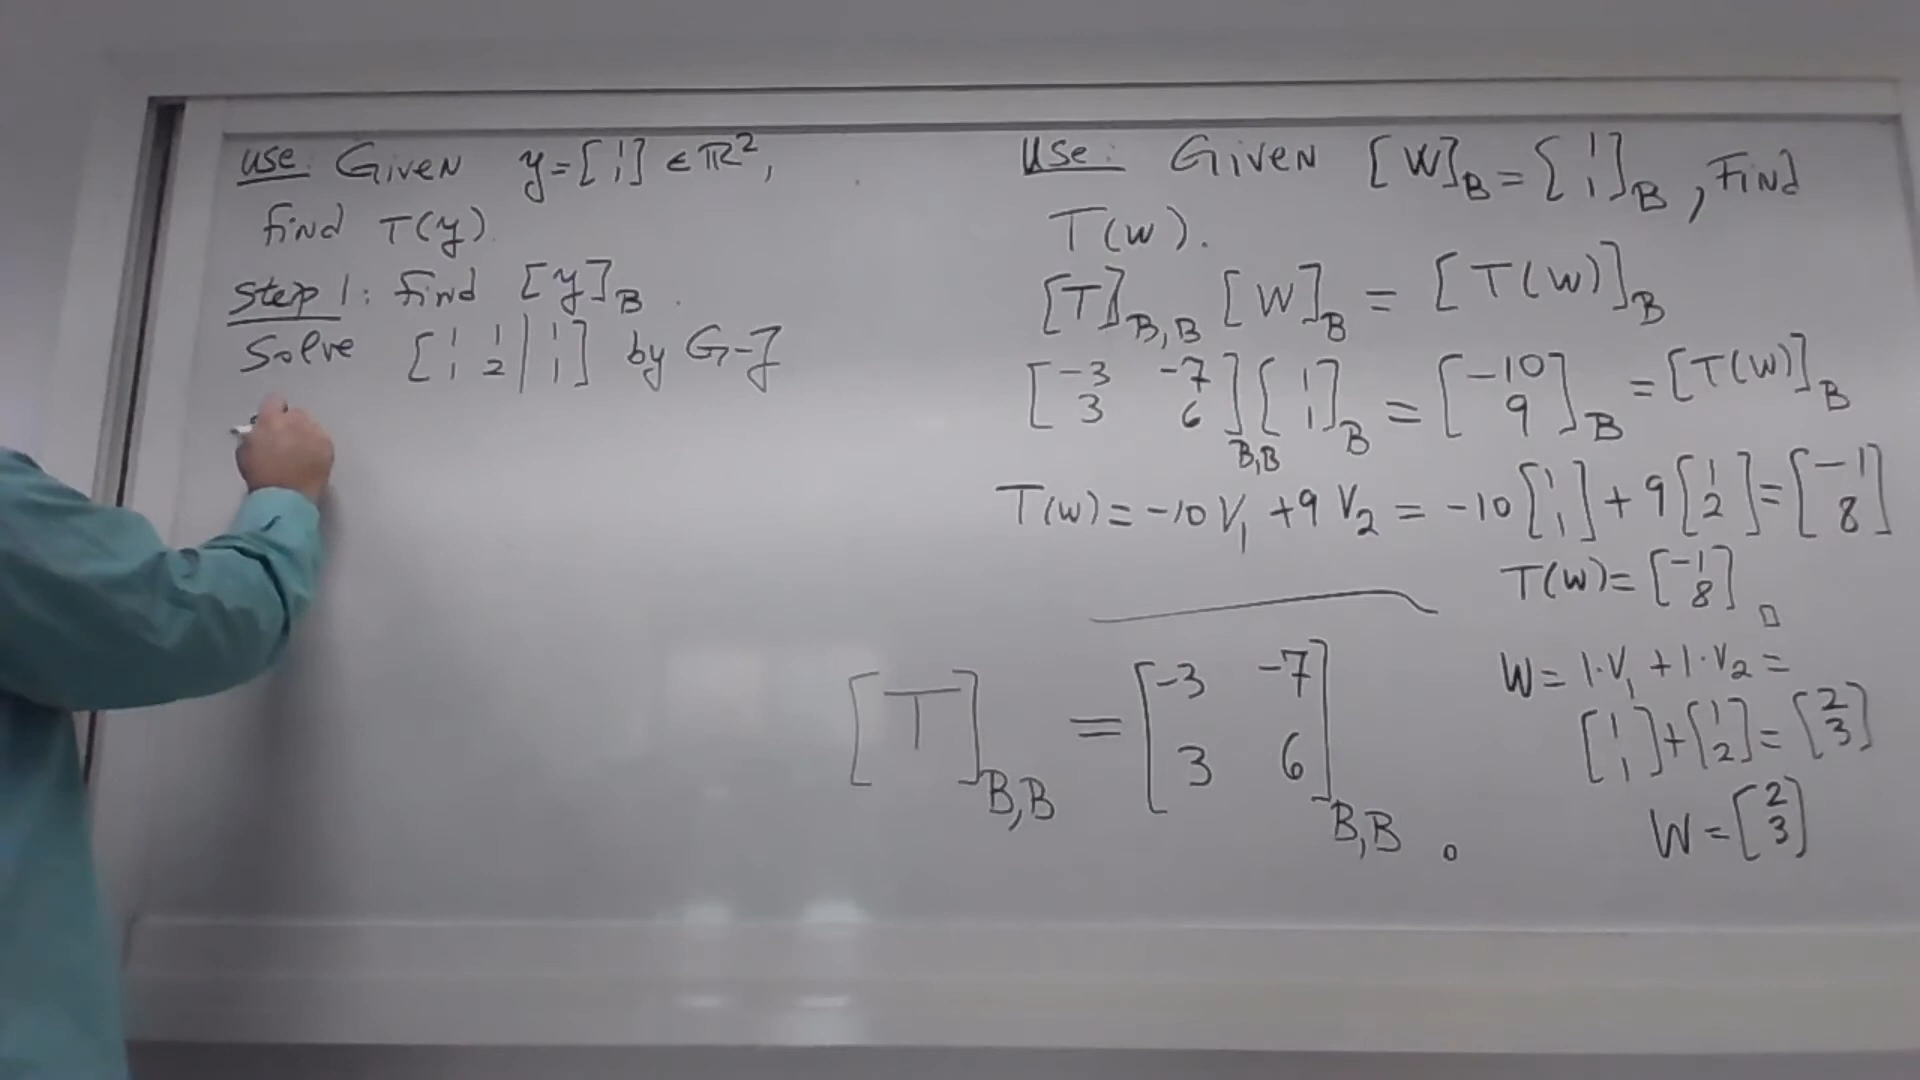 use: Given y = [1 1] ∈ ℝ²,
find T(y).
Step 1: find [y]_B.
Solve [1 1 | 1; 1 2 | 1] by G-J
Use: Given [W]_B = [1 1]_B, Find
T(W).
[T]_B,B [W]_B = [T(W)]_B
[-3 -7; 3 6]_B,B [1 1]_B = [-10 9]_B = [T(W)]_B
T(W) = -10 V₁ + 9 V₂ = -10 [1 1] + 9 [1 2] = [-1 8]
T(W) = [-1 8] □
W = 1·V₁ + 1·V₂ =
[1 1] + [1 2] = [2 3]
W = [2 3]
[T]_B,B = [-3 -7; 3 6]_B,B.